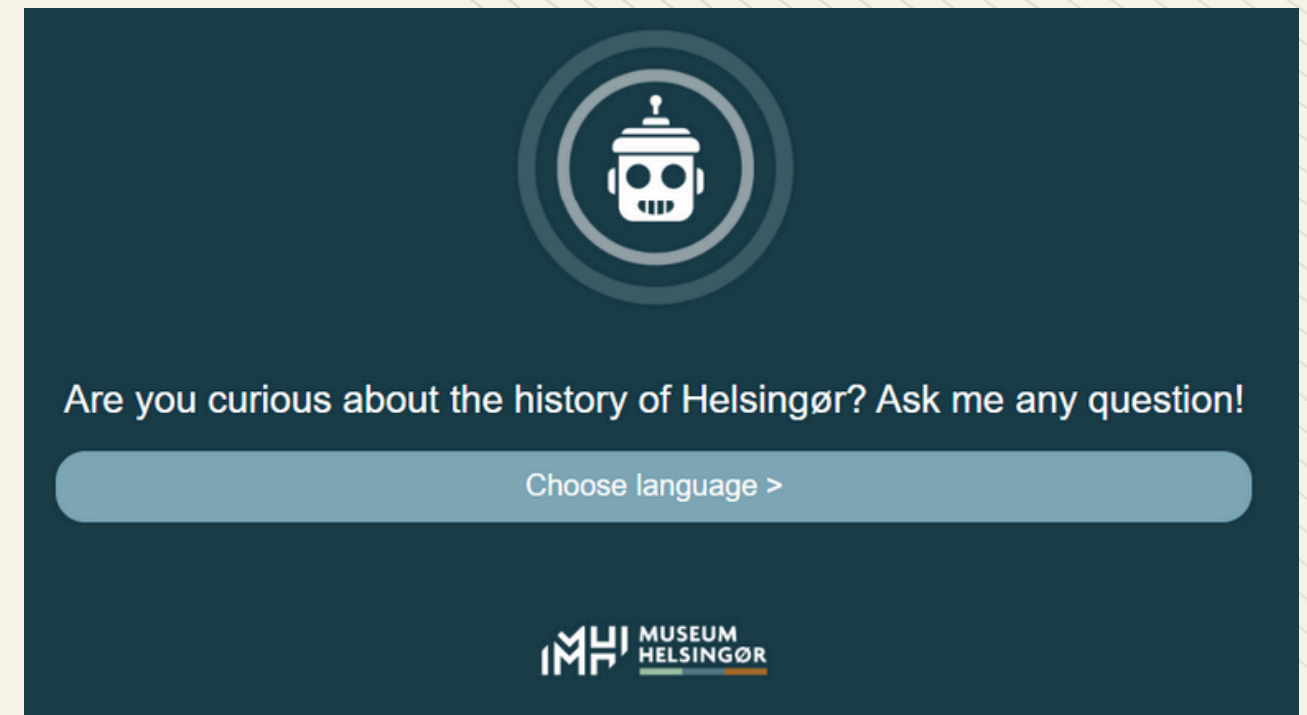 Are you curious about the history of Helsingør? Ask me any question!
Choose language >
MUSEUM
HELSINGØR